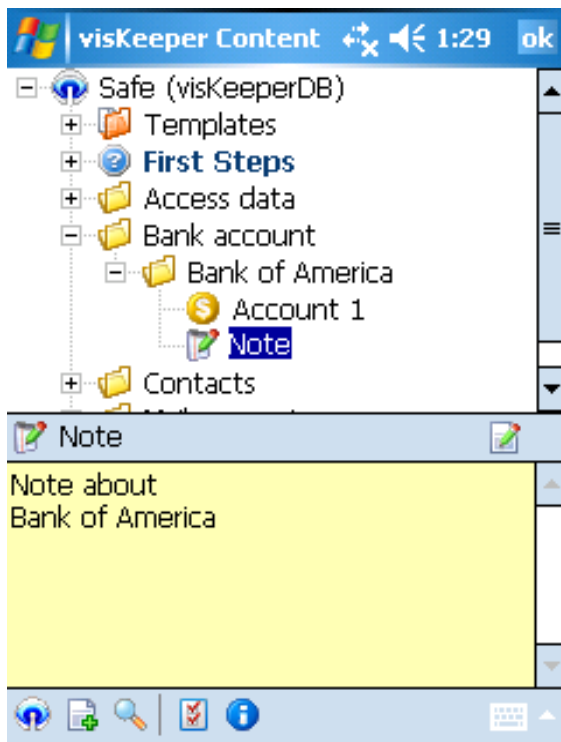 visKeeper Content 1:29 ok
Safe (visKeeperDB)
Templates
First Steps
Access data
Bank account
Bank of America
Account 1
Note
Contacts
Note
Note about
Bank of America